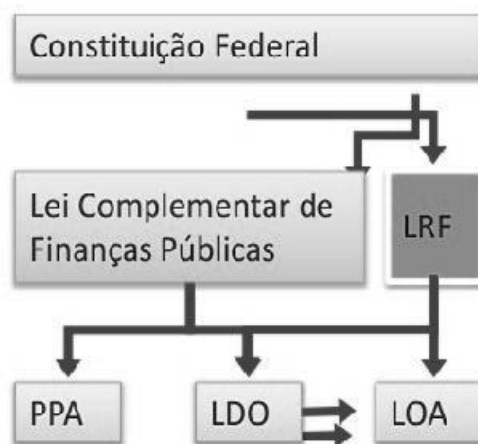 Constituição Federal
Lei Complementar de
Finanças Públicas
LRF
PPA
LDO
LOA